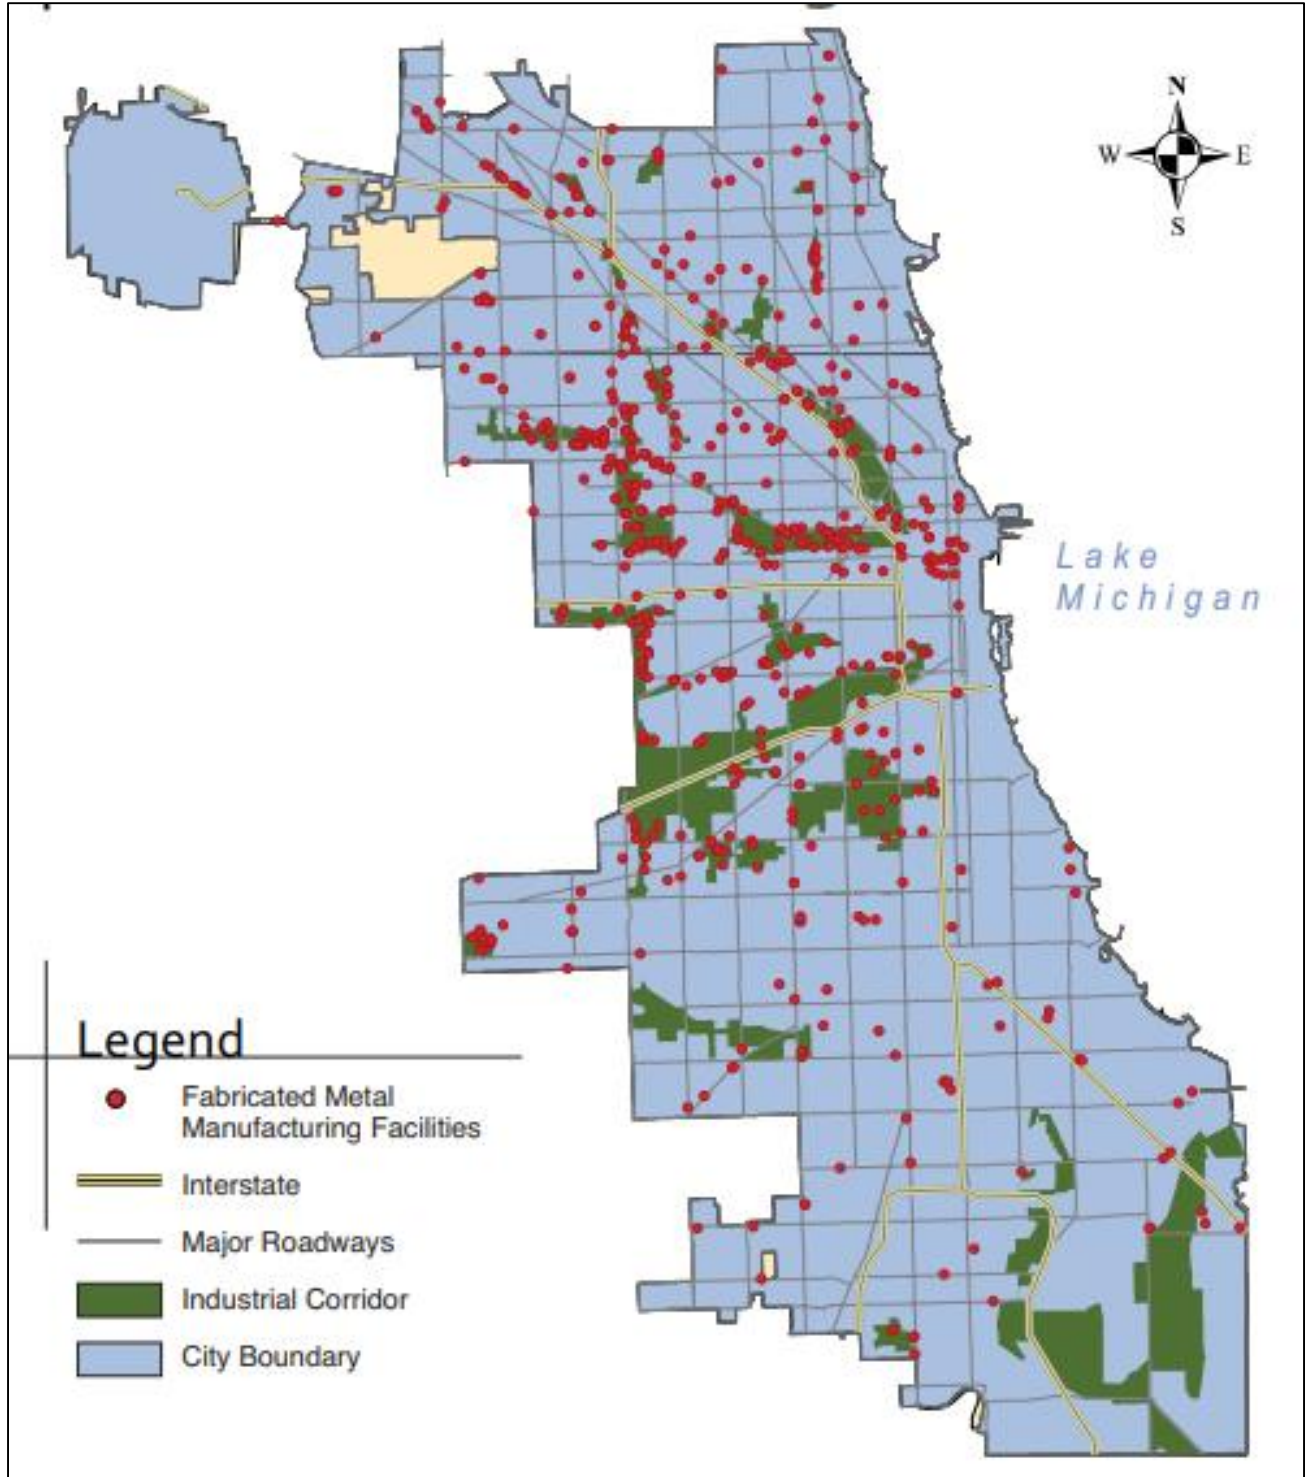 N
W E
S
Lake
Michigan
Legend
Fabricated Metal
Manufacturing Facilities
Interstate
Major Roadways
Industrial Corridor
City Boundary